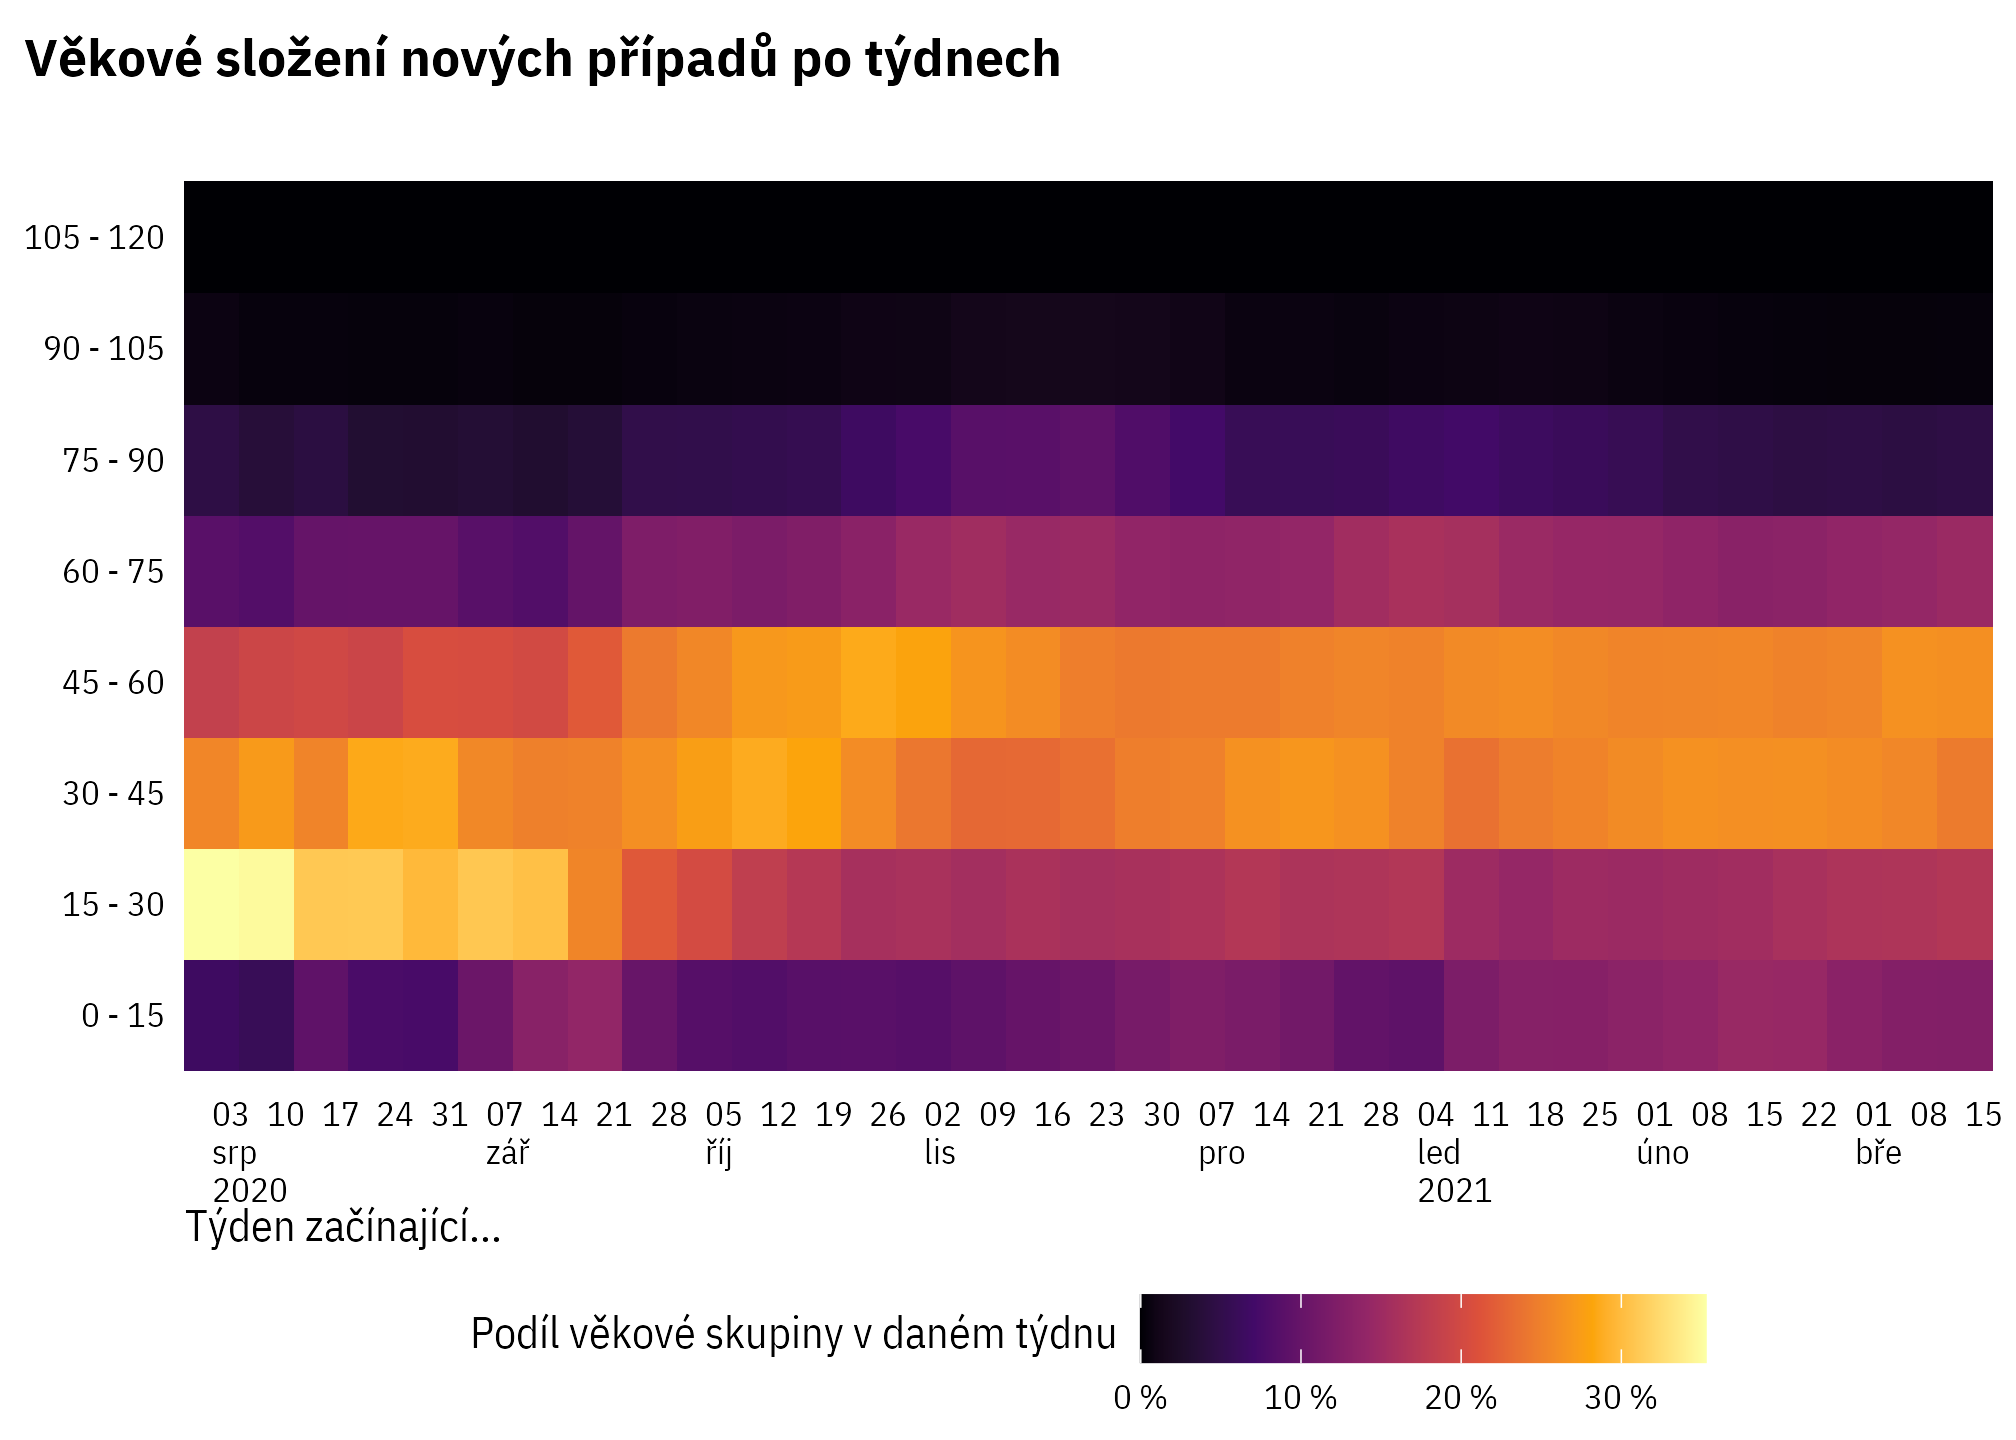 Věkové složení nových případů po týdnech
105 - 120
90 - 105
75 - 90
60 - 75
45 - 60
30 - 45
15 - 30
0 - 15
03 10 17 24 31 07 14 21 28 05 12 19 26 02 09 16 23 30 07 14 21 28 04 11 18 25 01 08 15 22 01 08 15
srp zář říj lis pro led úno bře
2020 2021
Týden začínající...
Podíl věkové skupiny v daném týdnu
0 % 10 % 20 % 30 %